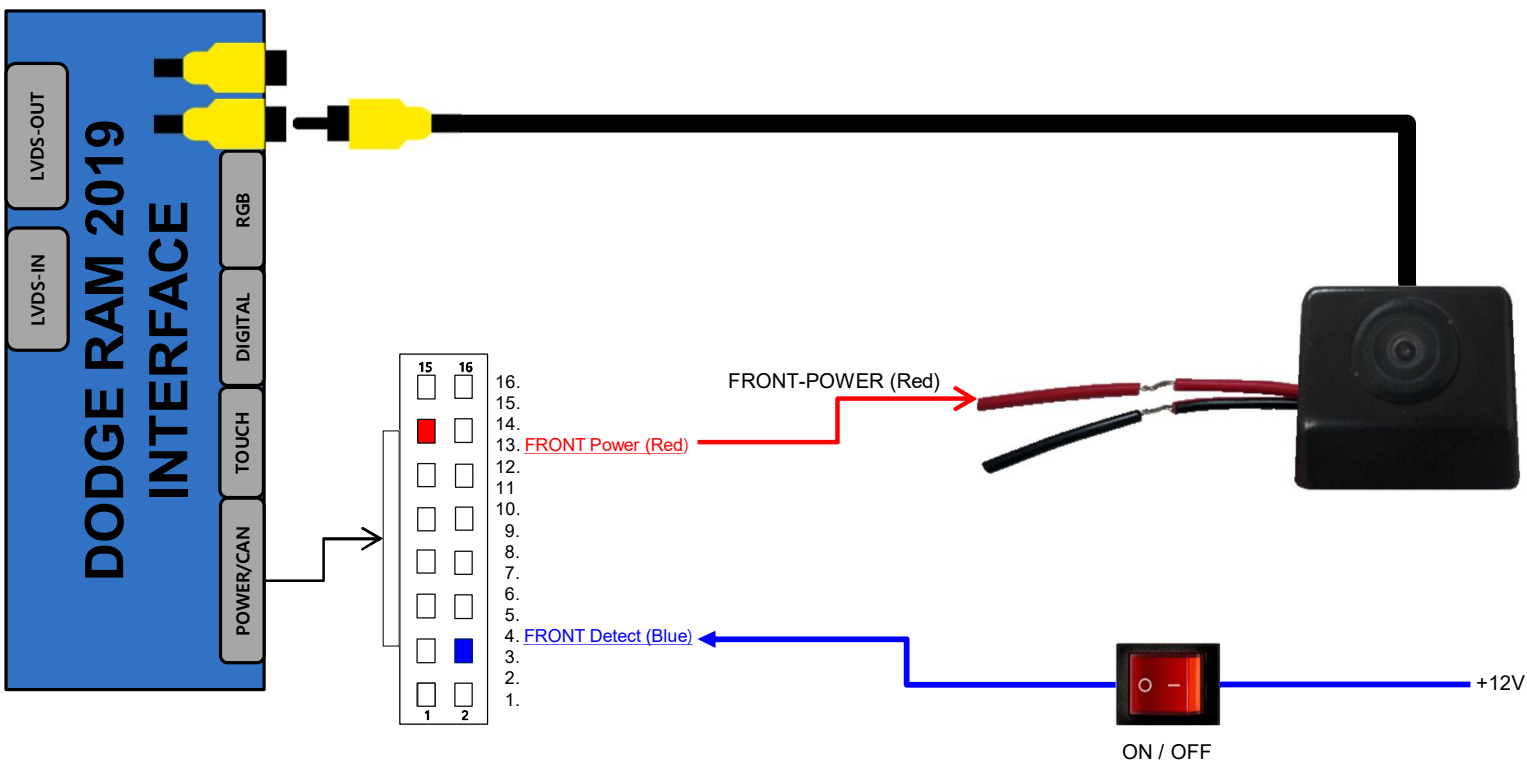 LVDS-OUT
LVDS-IN
DODGE RAM 2019
INTERFACE
RGB
DIGITAL
TOUCH
POWER/CAN
15 16
1 2
16.
15.
14.
13. FRONT Power (Red)
12.
11
10.
9.
8.
7.
6.
5.
4. FRONT Detect (Blue)
3.
2.
1.
FRONT-POWER (Red)
+12V
ON / OFF